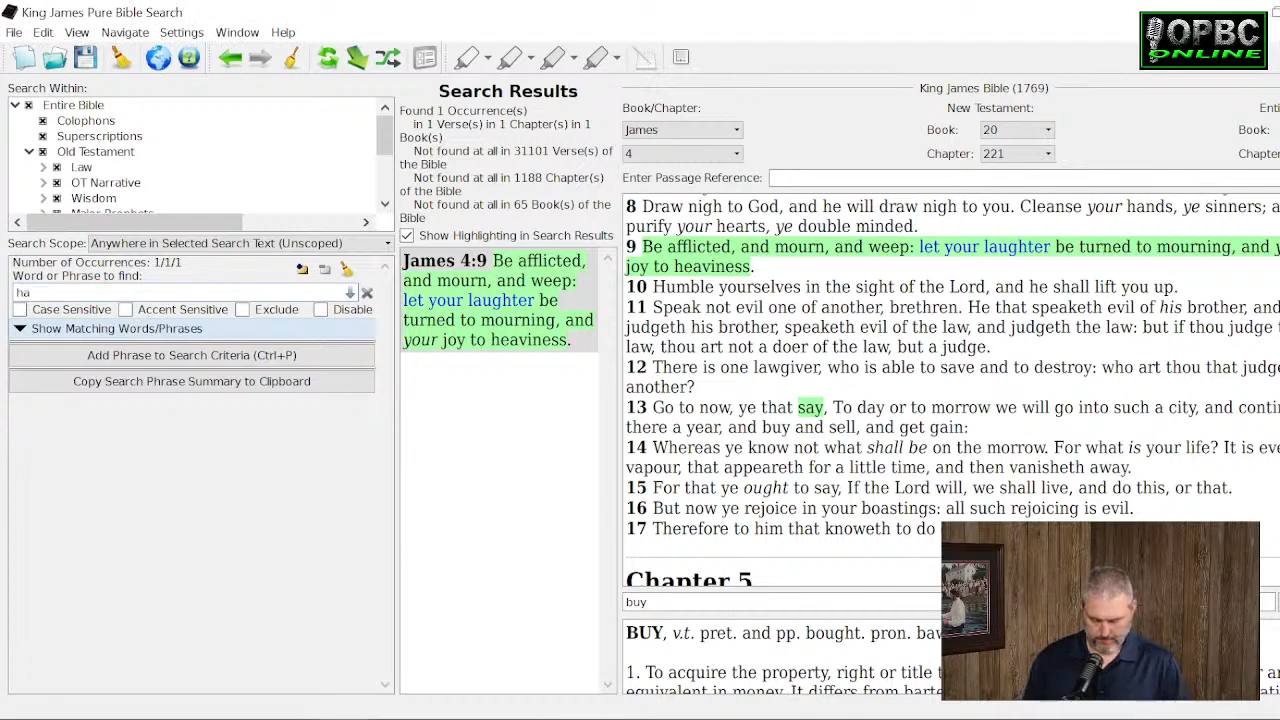 King James Pure Bible Search
File Edit View Navigate Settings Window Help
OPBC
ONLINE
Search Within:
Entire Bible
Colophons
Superscriptions
Old Testament
Law
OT Narrative
Wisdom
Major Prophets
Search Scope: Anywhere in Selected Search Text (Unscoped)
Number of Occurrences: 1/1/1
Word or Phrase to find:
ha
Case Sensitive Accent Sensitive Exclude Disable
Show Matching Words/Phrases
Add Phrase to Search Criteria (Ctrl+P)
Copy Search Phrase Summary to Clipboard
Search Results
Found 1 Occurrence(s)
in 1 Verse(s) in 1 Chapter(s) in 1
Book(s)
Not found at all in 31101 Verse(s) of
the Bible
Not found at all in 1188 Chapter(s)
of the Bible
Not found at all in 65 Book(s) of the
Bible
Show Highlighting in Search Results
James 4:9 Be afflicted,
and mourn, and weep:
let your laughter be
turned to mourning, and
your joy to heaviness.
King James Bible (1769)
Book/Chapter: New Testament:
James Book: 20 Book:
4 Chapter: 221
Enter Passage Reference:
8 Draw nigh to God, and he will draw nigh to you. Cleanse your hands, ye sinners;
purify your hearts, ye double minded.
9 Be afflicted, and mourn, and weep: let your laughter be turned to mourning, and
joy to heaviness.
10 Humble yourselves in the sight of the Lord, and he shall lift you up.
11 Speak not evil one of another, brethren. He that speaketh evil of his brother, and
judgeth his brother, speaketh evil of the law, and judgeth the law: but if thou judge
law, thou art not a doer of the law, but a judge.
12 There is one lawgiver, who is able to save and to destroy: who art thou that
another?
13 Go to now, ye that say, To day or to morrow we will go into such a city, and
there a year, and buy and sell, and get gain:
14 Whereas ye know not what shall be on the morrow. For what is your life? It is
vapour, that appeareth for a little time, and then vanisheth away.
15 For that ye ought to say, If the Lord will, we shall live, and do this, or that.
16 But now ye rejoice in your boastings: all such rejoicing is evil.
17 Therefore to him that knoweth to do
Chapter 5
buy
BUY, v.t. pret. and pp. bought. pron.
1. To acquire the property, right or title
equivalent in money. It differs from